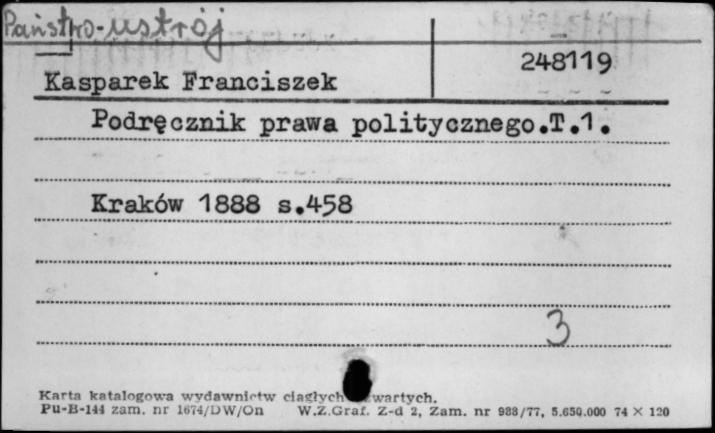 Państwo-ustrój
248119
Kasparek Franciszek
Podręcznik prawa politycznego.T.1.
Kraków 1888 s.458
3
Karta katalogowa wydawnictw ciągłych zwartych.
Pu-B-144 zam. nr 1674/DW/On W.Z.Graf. Z-d 2, Zam. nr 988/77, 5.650.000 74 × 120